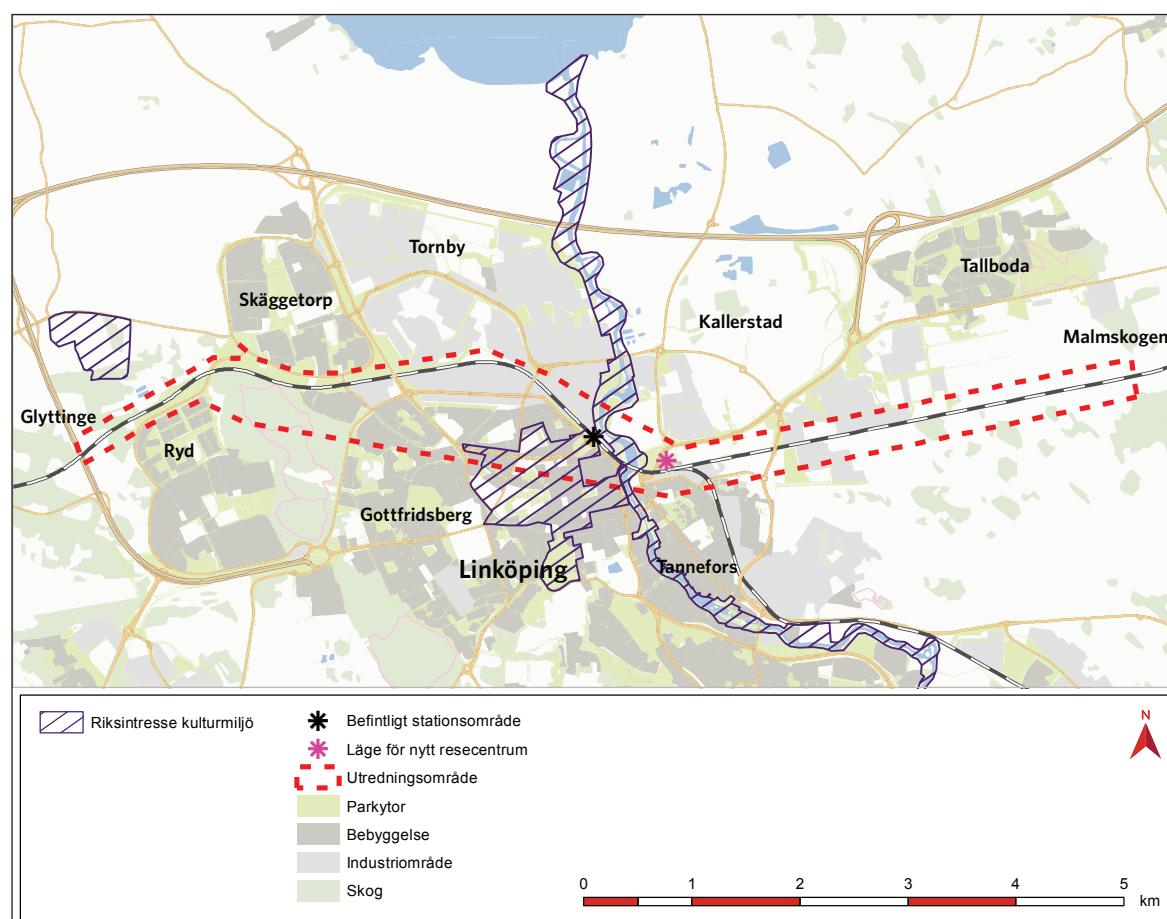 Tornby
Tallboda
Skäggetorp
Kallerstad
Malmskogen
Glyttinge
Ryd
Gottfridsberg
Linköping
Tannefors
Riksintresse kulturmiljö
Befintligt stationsområde
Läge för nytt resecentrum
Utredningsområde
Parkytor
Bebyggelse
Industriområde
Skog
N
0 1 2 3 4 5
km